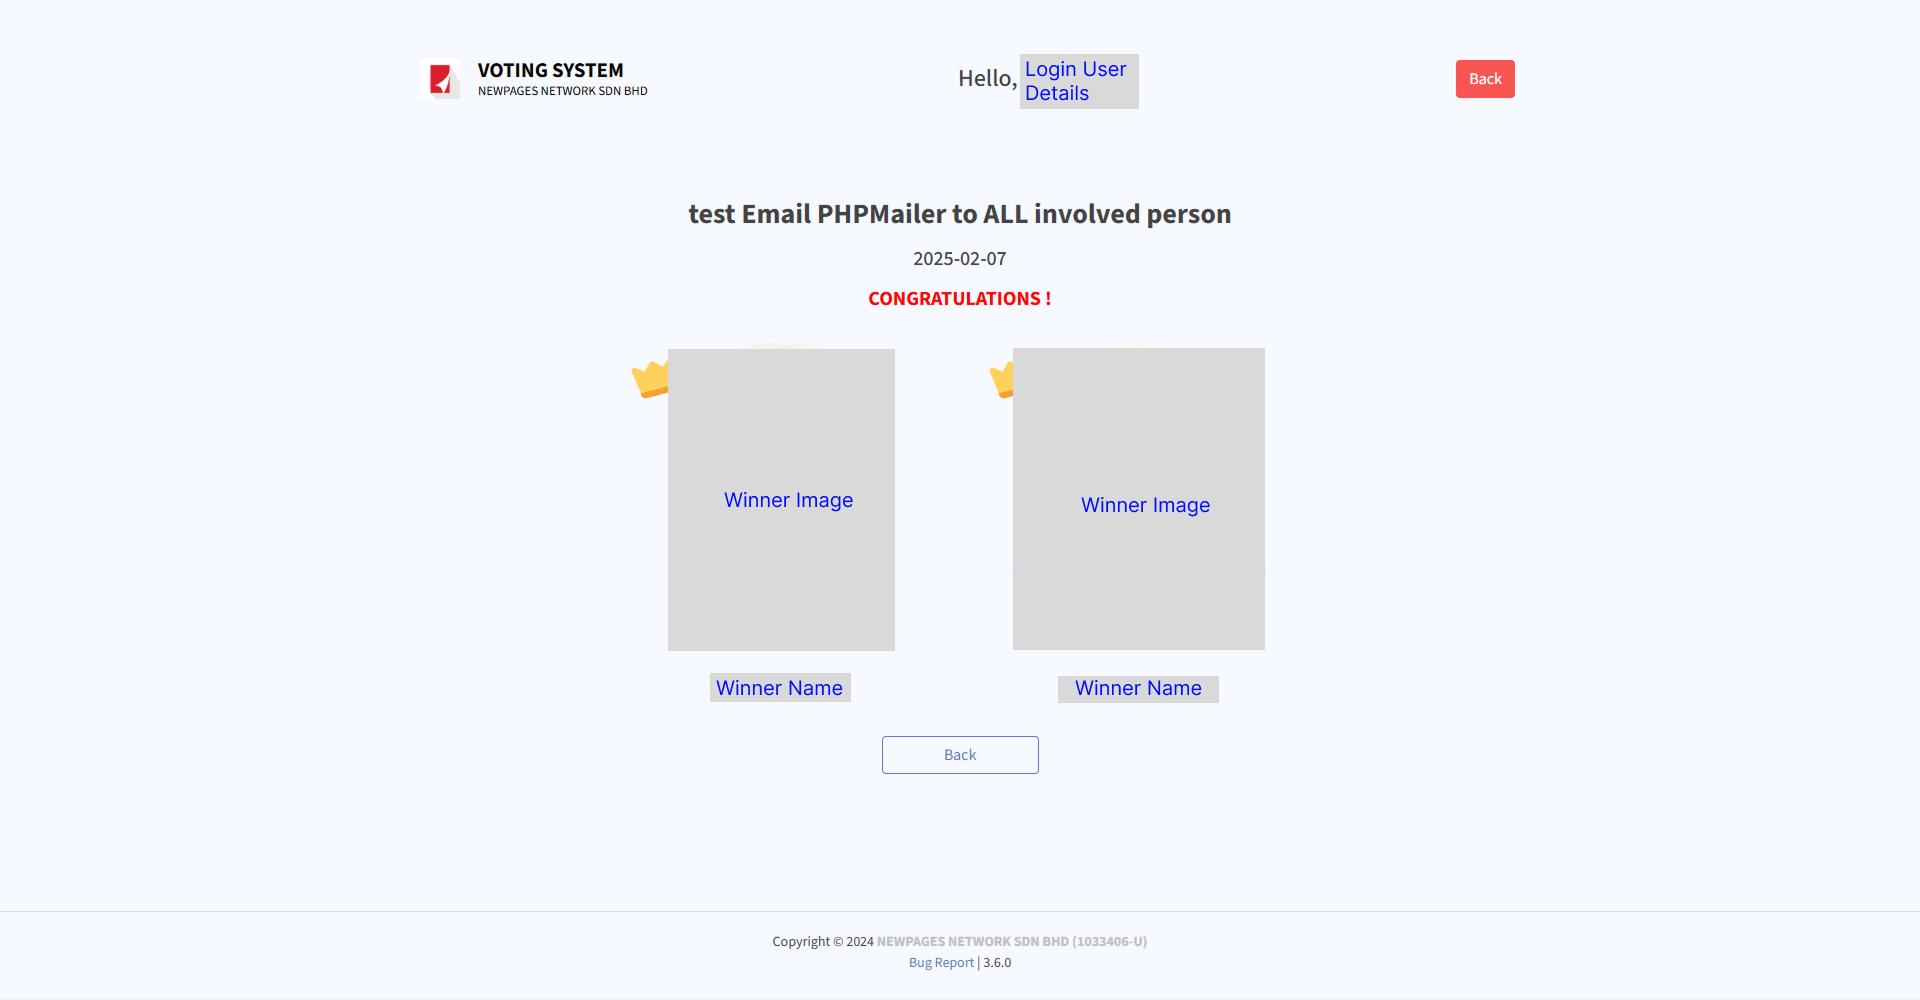 VOTING SYSTEM
NEWPAGES NETWORK SDN BHD
Hello, Login User
Details
Back
test Email PHPMailer to ALL involved person
2025-02-07
CONGRATULATIONS !
Winner Image
Winner Image
Winner Name
Winner Name
Back
Copyright © 2024 NEWPAGES NETWORK SDN BHD (1033406-U)
Bug Report | 3.6.0